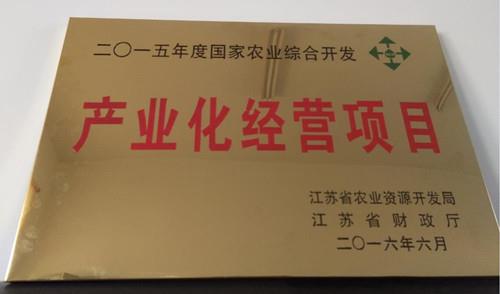 二〇一五年度国家农业综合开发
产业化经营项目
江苏省农业资源开发局
江苏省财政厅
二〇一六年六月